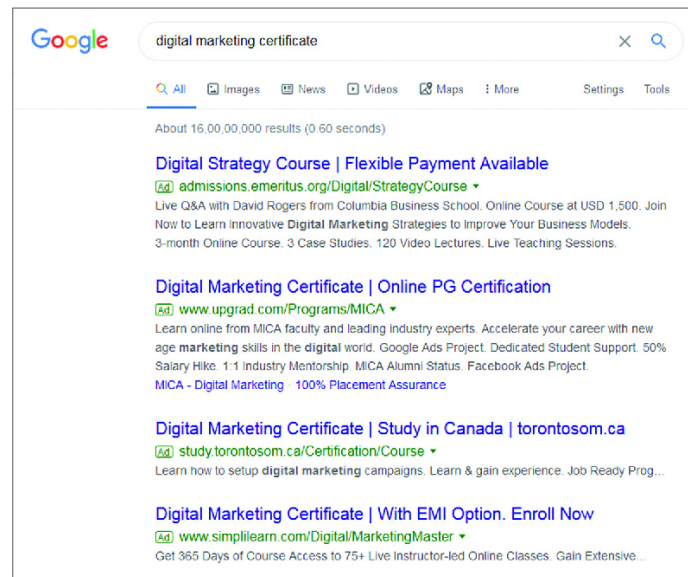 Google
digital marketing certificate
All Images News Videos Maps More Settings Tools
About 16,00,00,000 results (0.60 seconds)
Digital Strategy Course | Flexible Payment Available
Ad admissions.emeritus.org/Digital/StrategyCourse
Live Q&A with David Rogers from Columbia Business School. Online Course at USD 1,500. Join
Now to Learn Innovative Digital Marketing Strategies to Improve Your Business Models.
3-month Online Course. 3 Case Studies. 120 Video Lectures. Live Teaching Sessions.
Digital Marketing Certificate | Online PG Certification
Ad www.upgrad.com/Programs/MICA
Learn online from MICA faculty and leading industry experts. Accelerate your career with new
age marketing skills in the digital world. Google Ads Project. Dedicated Student Support. 50%
Salary Hike. 1:1 Industry Mentorship. MICA Alumni Status. Facebook Ads Project.
MICA - Digital Marketing · 100% Placement Assurance
Digital Marketing Certificate | Study in Canada | torontosom.ca
Ad study.torontosom.ca/Certification/Course
Learn how to setup digital marketing campaigns. Learn & gain experience. Job Ready Prog...
Digital Marketing Certificate | With EMI Option. Enroll Now
Ad www.simplilearn.com/Digital/MarketingMaster
Get 365 Days of Course Access to 75+ Live Instructor-led Online Classes. Gain Extensive...